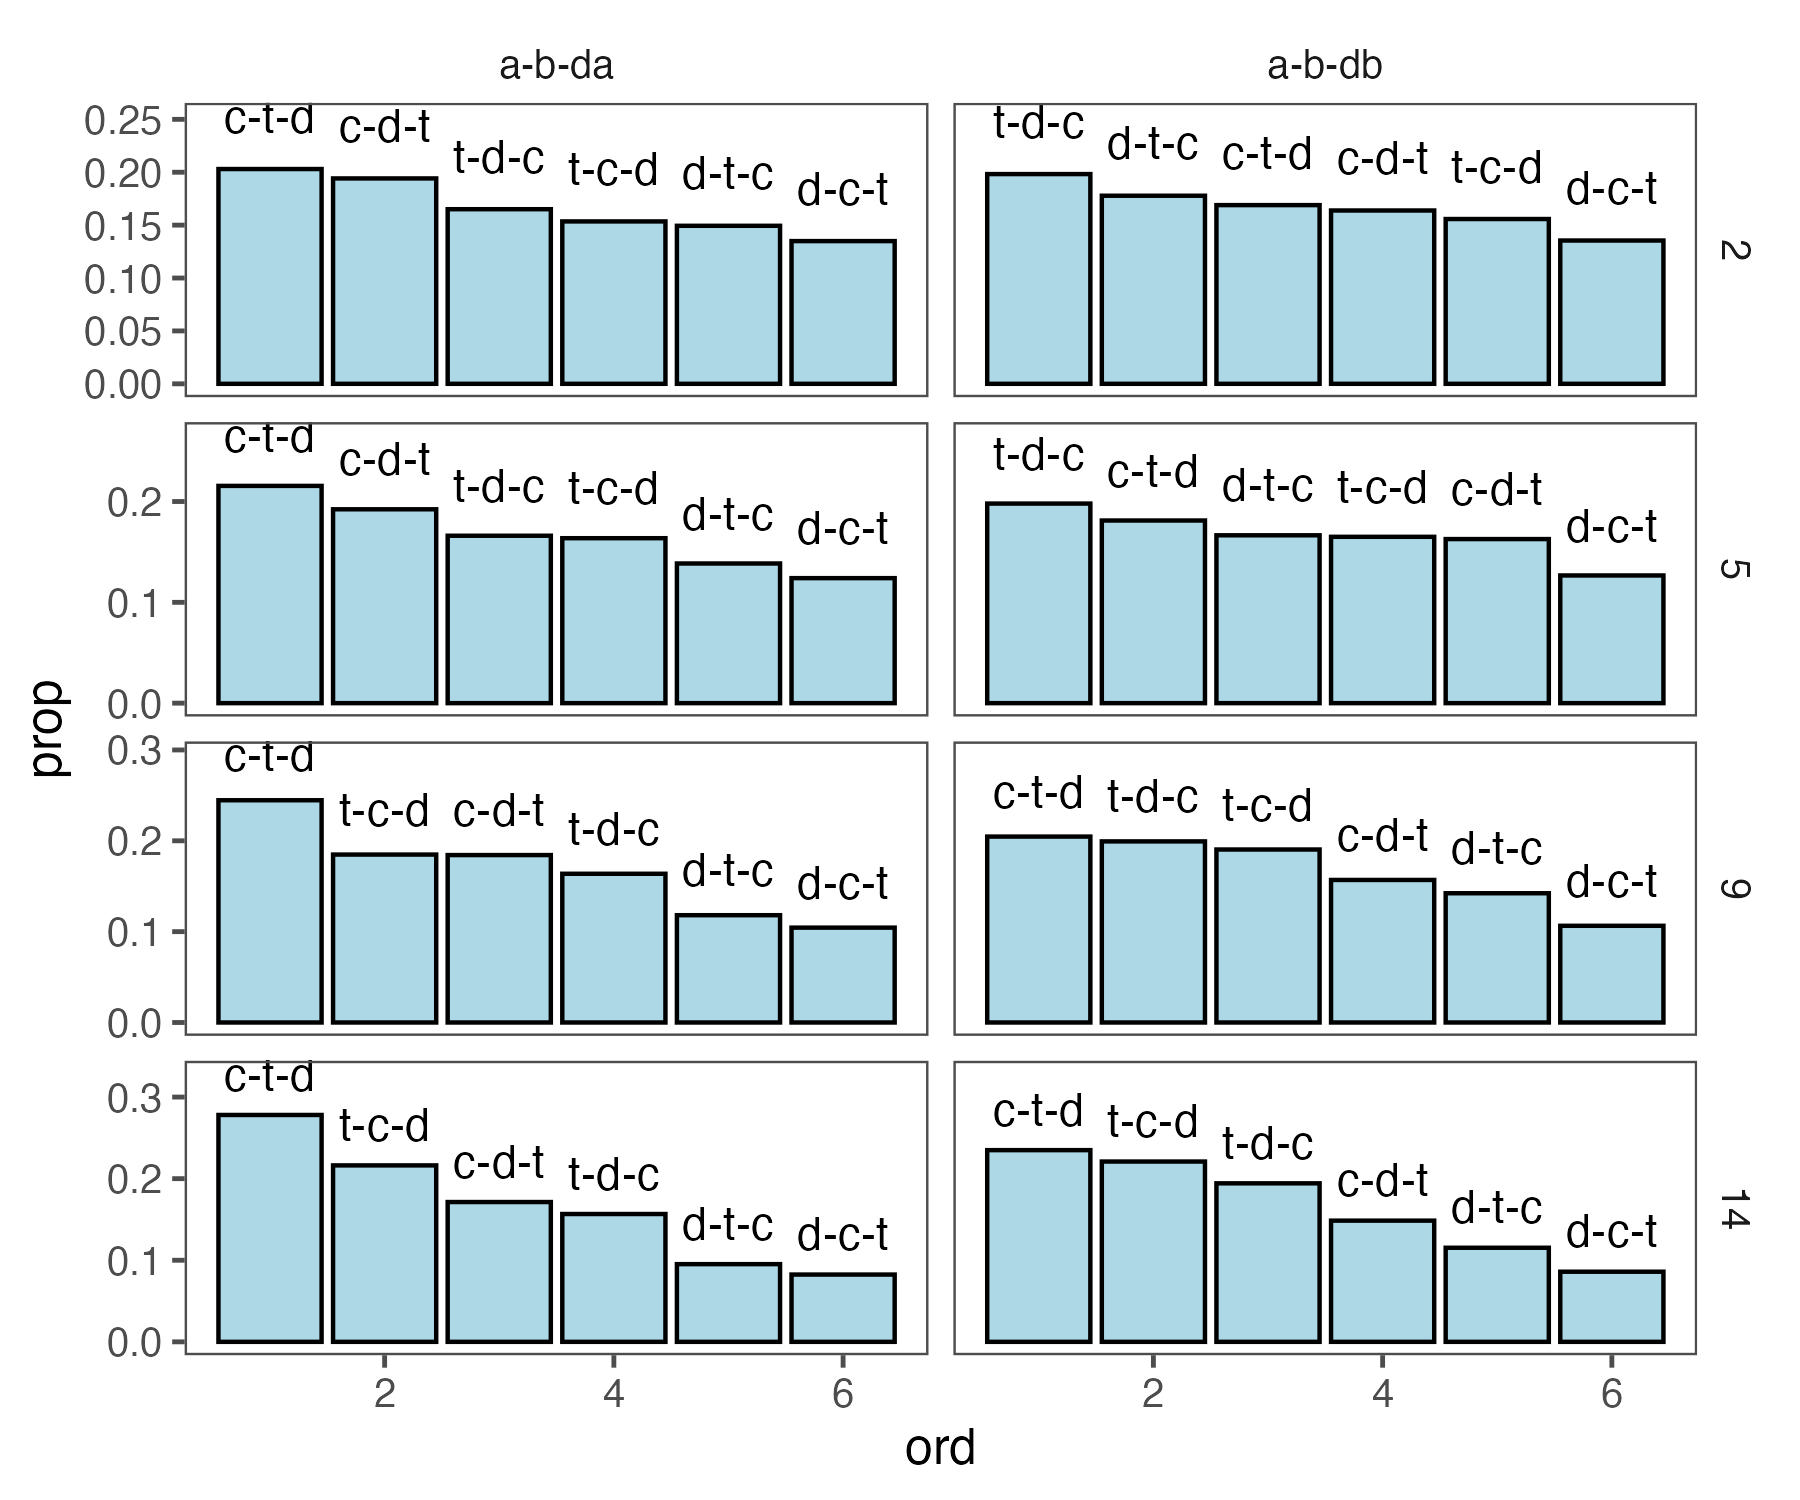 a-b-da a-b-db
0.25 c-t-d c-d-t t-d-c t-c-d d-t-c d-c-t t-d-c d-t-c c-t-d c-d-t t-c-d d-c-t
0.20
0.15
0.10
0.05
0.00
2
c-t-d c-d-t t-d-c t-c-d d-t-c d-c-t t-d-c c-t-d d-t-c t-c-d c-d-t d-c-t
0.2
0.1
0.0
5
0.3 c-t-d t-c-d c-d-t t-d-c d-t-c d-c-t c-t-d t-d-c t-c-d c-d-t d-t-c d-c-t
0.2
0.1
0.0
9
c-t-d t-c-d c-d-t t-d-c d-t-c d-c-t c-t-d t-c-d t-d-c c-d-t d-t-c d-c-t
0.3
0.2
0.1
0.0
14
2 4 6 2 4 6
ord
prop